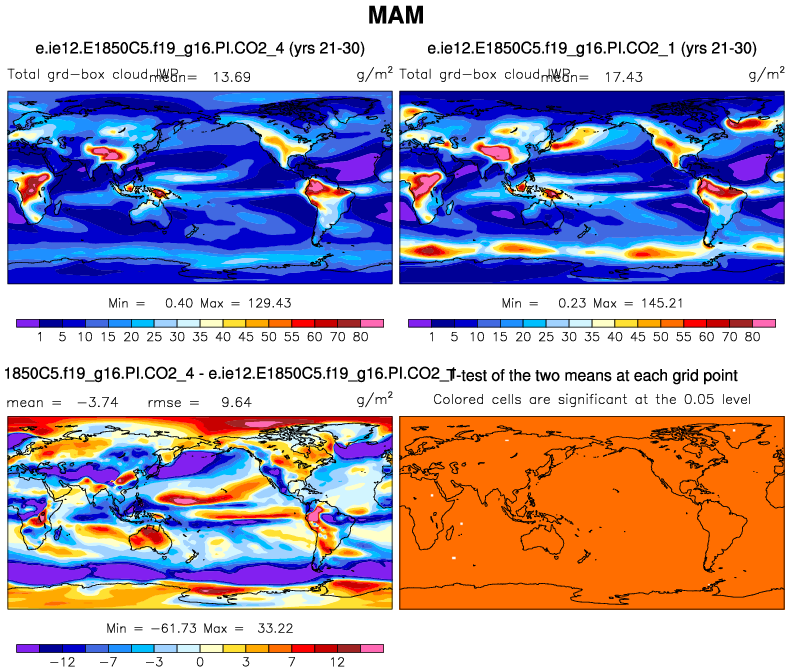 MAM
e.ie12.E1850C5.f19_g16.PI.CO2_4 (yrs 21-30)
Total grd-box cloud IWP mean= 13.69 g/m2
Min = 0.40 Max = 129.43
1 5 10 15 20 25 30 35 40 45 50 55 60 70 80
e.ie12.E1850C5.f19_g16.PI.CO2_1 (yrs 21-30)
Total grd-box cloud IWP mean= 17.43 g/m2
Min = 0.23 Max = 145.21
1 5 10 15 20 25 30 35 40 45 50 55 60 70 80
1850C5.f19_g16.PI.CO2_4 - e.ie12.E1850C5.f19_g16.PI.CO2_1
mean = -3.74 rmse = 9.64 g/m2
Min = -61.73 Max = 33.22
-12 -7 -3 0 3 7 12
T-test of the two means at each grid point
Colored cells are significant at the 0.05 level